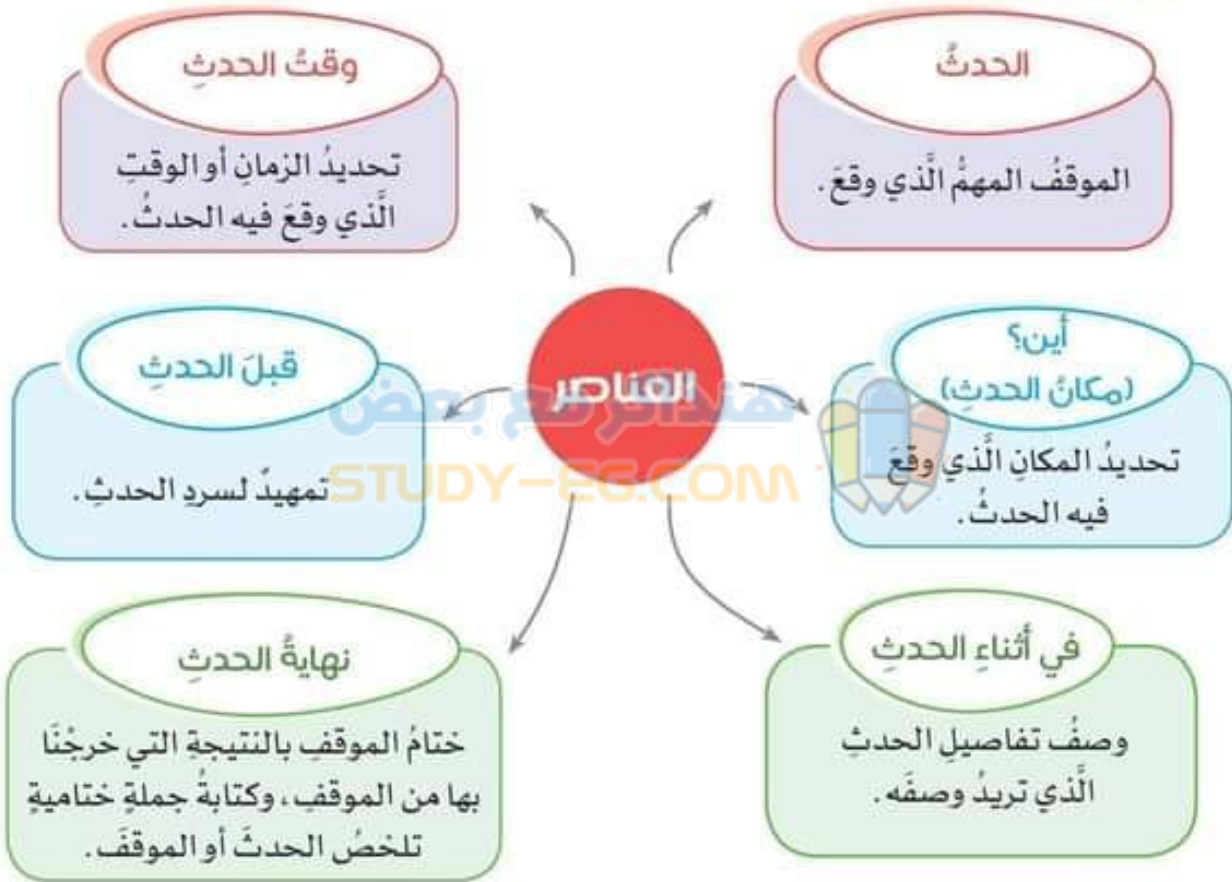 الحدثُ
الموقفُ المهمُّ الَّذي وقعَ.
وقتُ الحدثِ
تحديدُ الزمانِ أو الوقتِ
الَّذي وقعَ فيه الحدثُ.
العناصر
أين؟
(مكانُ الحدثِ)
تحديدُ المكانِ الَّذي وقعَ
فيه الحدثُ.
قبلَ الحدثِ
تمهيدٌ لسردِ الحدثِ.
نهتذاكر مع بعض
STUDY-EG.COM
في أثناءِ الحدثِ
وصفُ تفاصيلِ الحدثِ
الَّذي تريدُ وصفَه.
نهايةُ الحدثِ
ختامُ الموقفِ بالنتيجةِ التي خرجْنَا
بها من الموقفِ، وكتابةُ جملةٍ ختاميةٍ
تلخصُ الحدثَ أو الموقفَ.